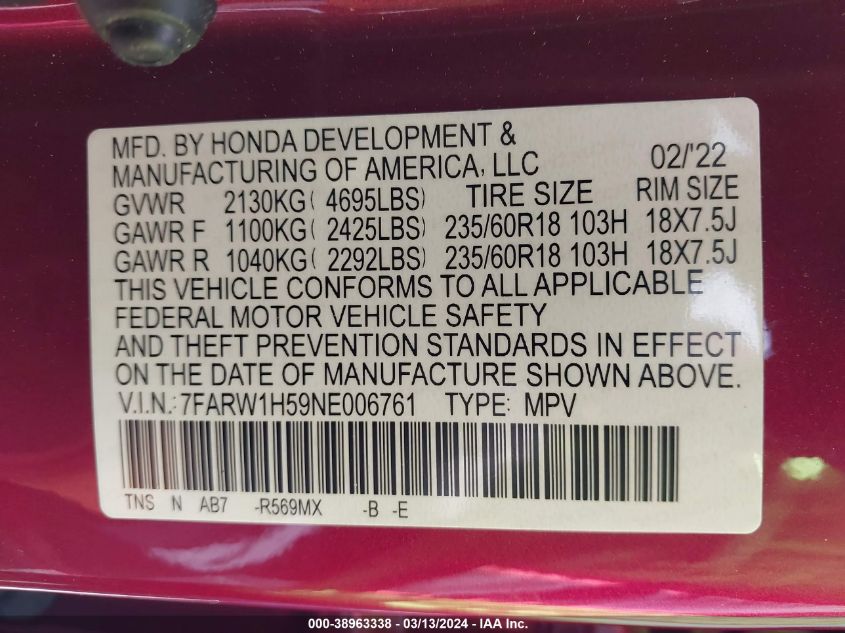 MFD. BY HONDA DEVELOPMENT &
MANUFACTURING OF AMERICA, LLC 02/'22
GVWR 2130KG( 4695LBS) TIRE SIZE RIM SIZE
GAWR F 1100KG( 2425LBS) 235/60R18 103H 18X7.5J
GAWR R 1040KG( 2292LBS) 235/60R18 103H 18X7.5J
THIS VEHICLE CONFORMS TO ALL APPLICABLE
FEDERAL MOTOR VEHICLE SAFETY
AND THEFT PREVENTION STANDARDS IN EFFECT
ON THE DATE OF MANUFACTURE SHOWN ABOVE.
V.I.N.: 7FARW1H59NE006761 TYPE: MPV
TNS N AB7 -R569MX -B -E
000-38963338 - 03/13/2024 - IAA Inc.